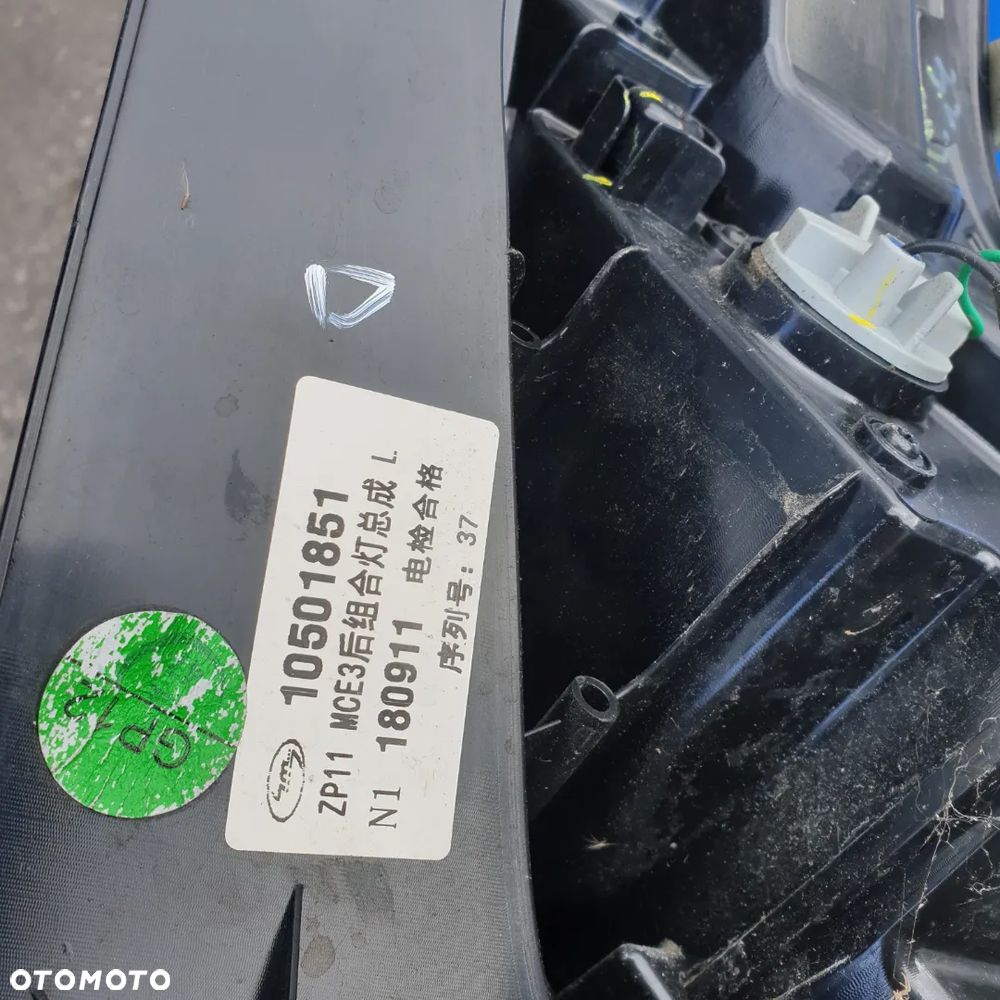 10501851
ZP11 MCE3后组合灯总成 L
N1 180911 电检合格
序列号: 37
GP12
OTOMOTO